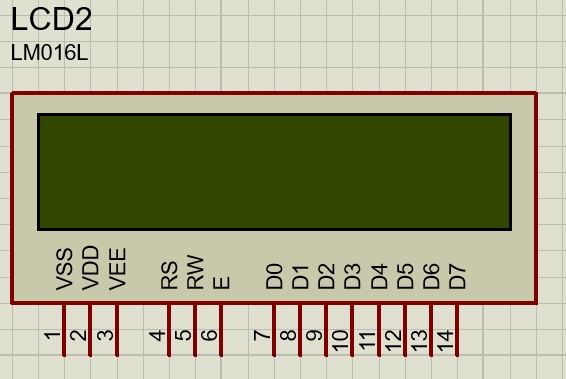 LCD2
LM016L
VSS VDD VEE RS RW E D0 D1 D2 D3 D4 D5 D6 D7
1 2 3 4 5 6 7 8 9 10 11 12 13 14